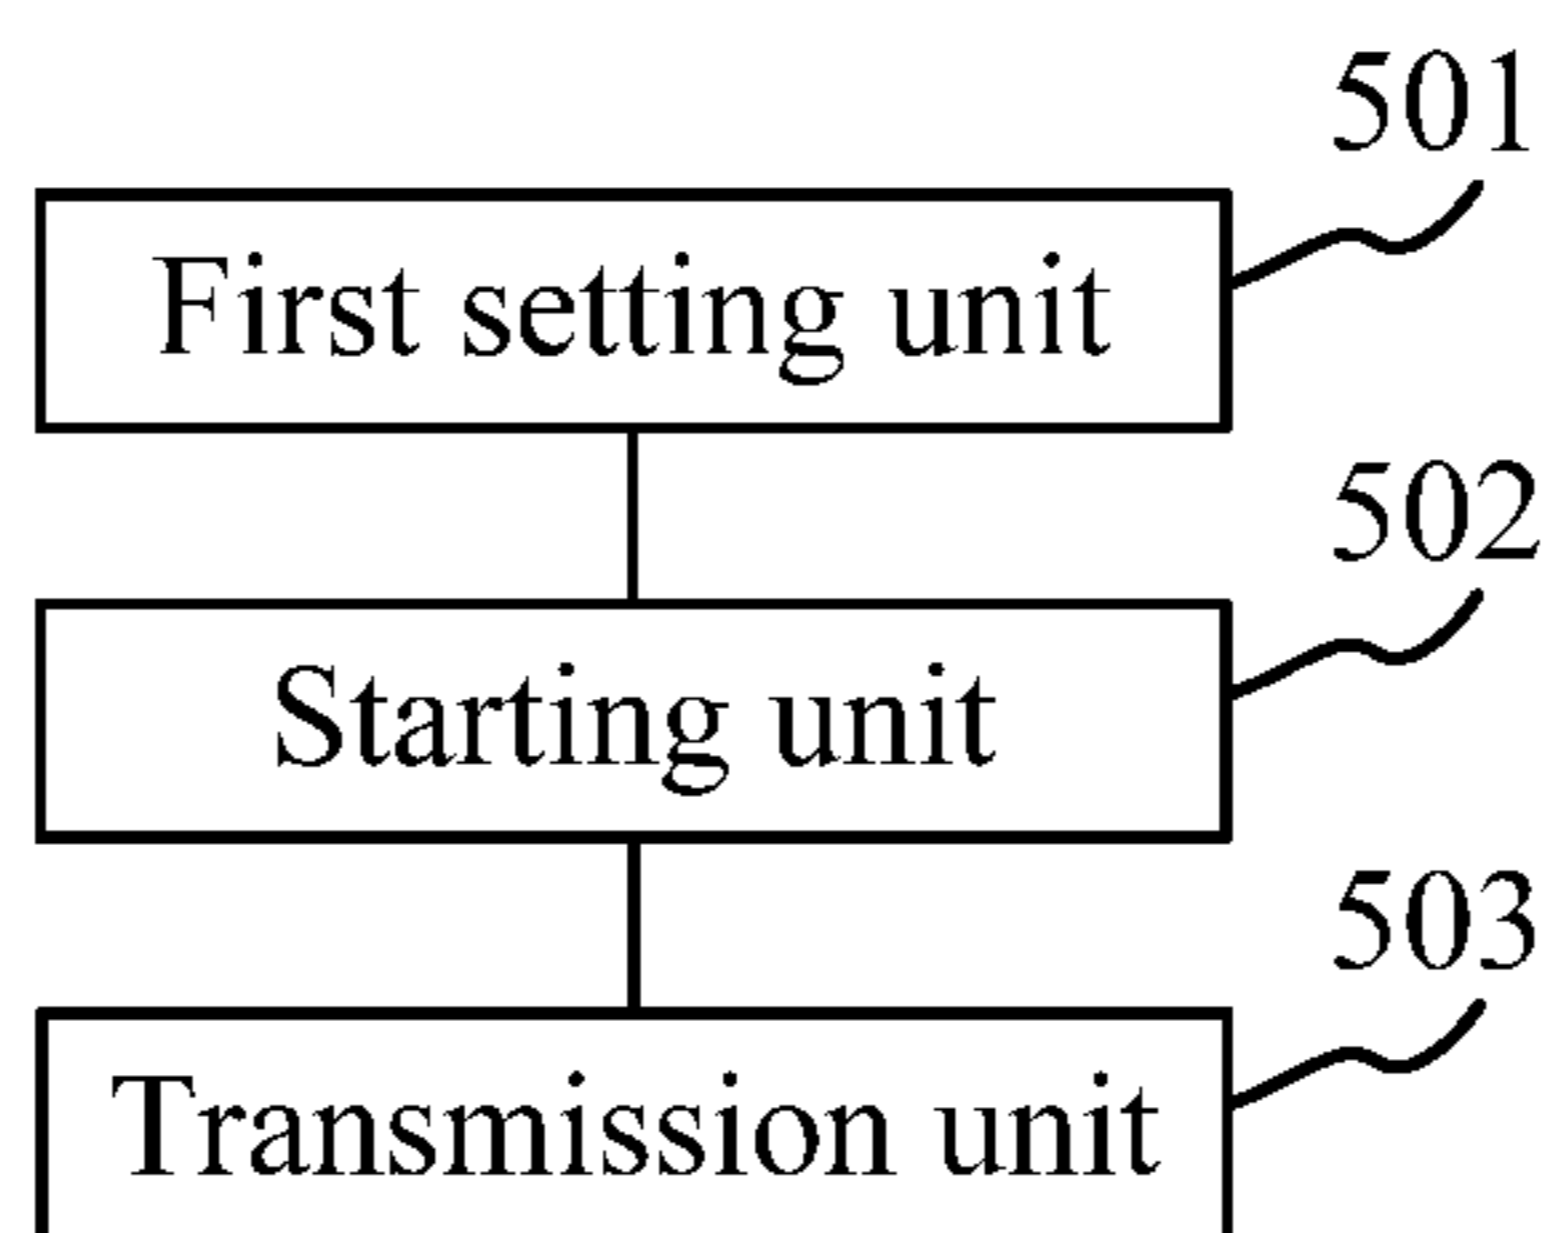 501
First setting unit
502
Starting unit
503
Transmission unit